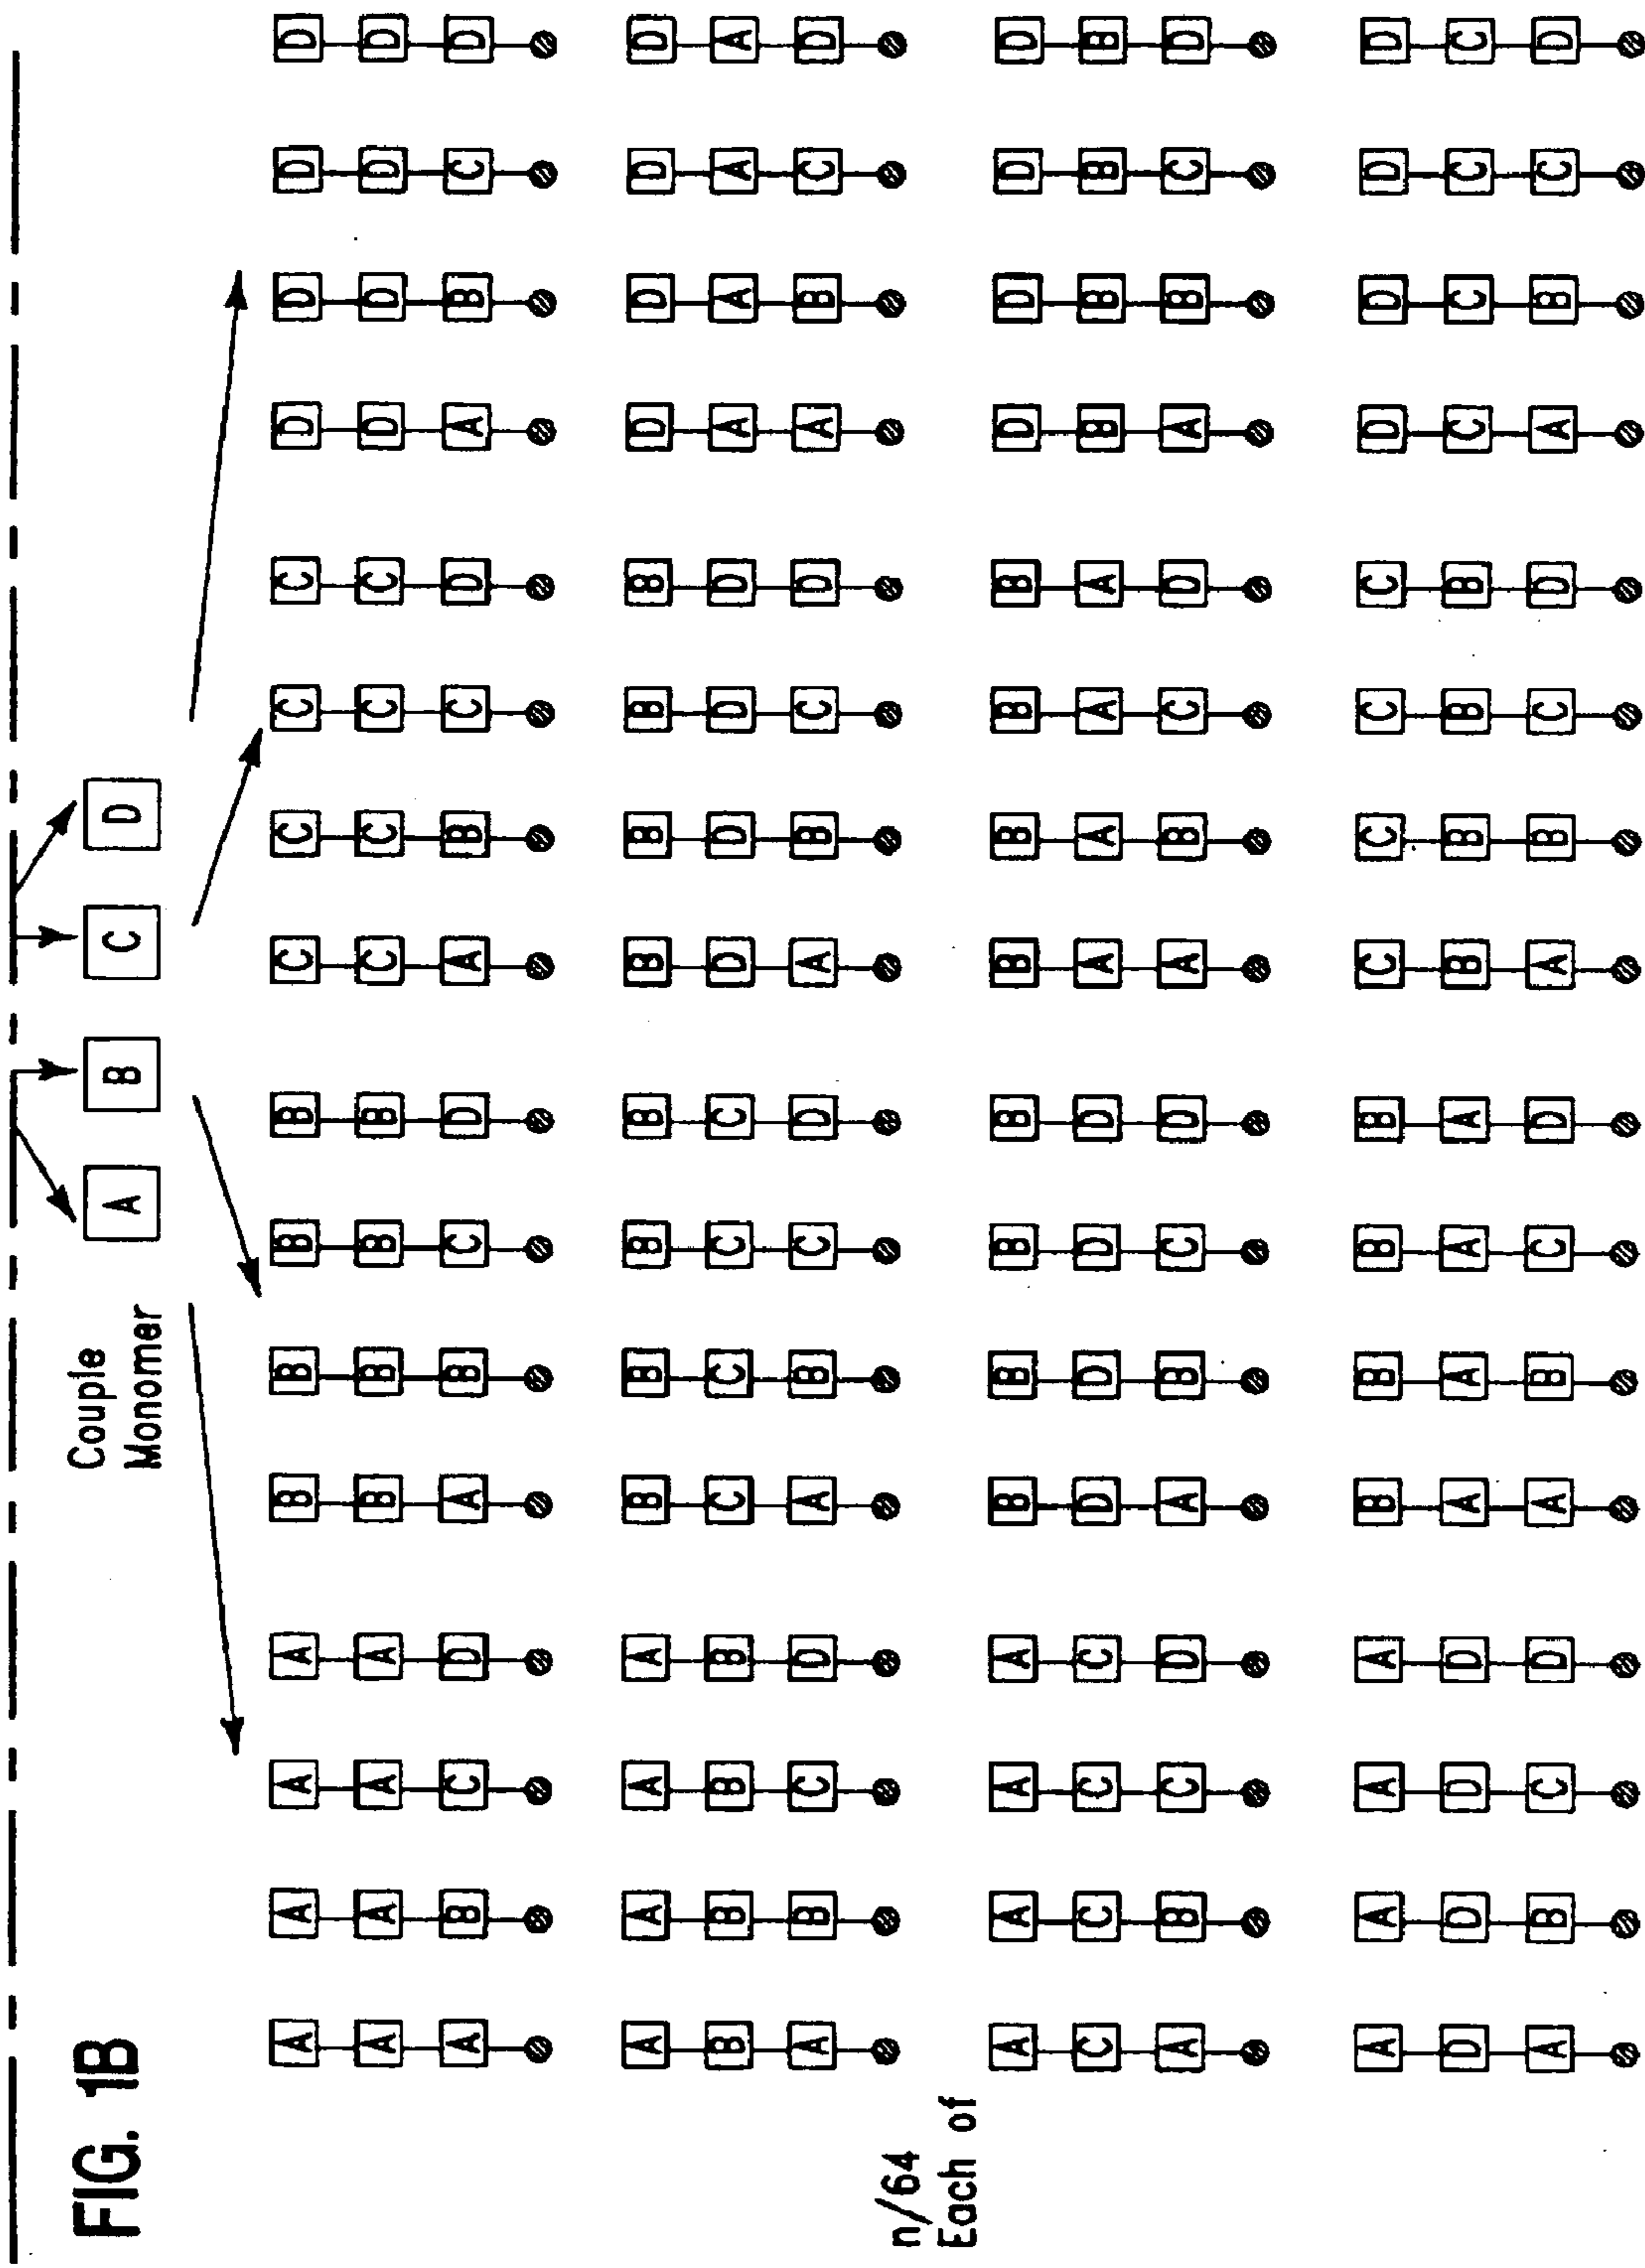 FIG. 1B
Couple
Monomer
A B C D
A A A A B B B B C C C C D D D D
A A A A B B B B C C C C D D D D
A B C D A B C D A B C D A B C D
A A A A B B B B B B B B D D D D
B B B B C C C C D D D D A A A A
A B C D A B C D A B C D A B C D
n/64
Each of
A A A A B B B B B B B B D D D D
C C C C D D D D A A A A B B B B
A B C D A B C D A B C D A B C D
A A A A B B B B C C C C D D D D
D D D D A A A A B B B B C C C C
A B C D A B C D A B C D A B C D